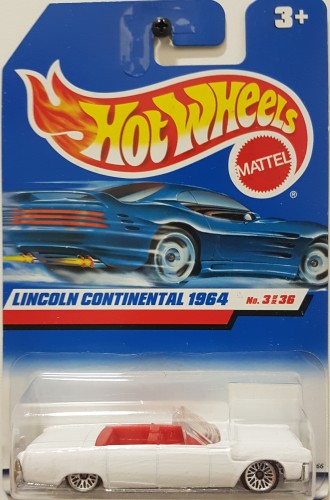 3+
HOT WHEELS
MATTEL
®
LINCOLN CONTINENTAL 1964
No. 3 OF 36